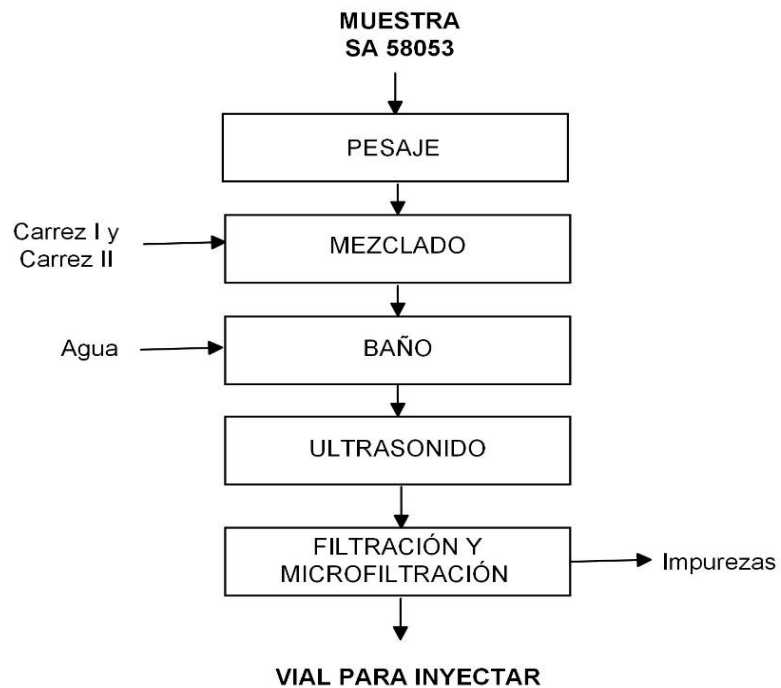 MUESTRA
SA 58053
PESAJE
Carrez I y
Carrez II
MEZCLADO
Agua
BAÑO
ULTRASONIDO
FILTRACIÓN Y
MICROFILTRACIÓN
Impurezas
VIAL PARA INYECTAR